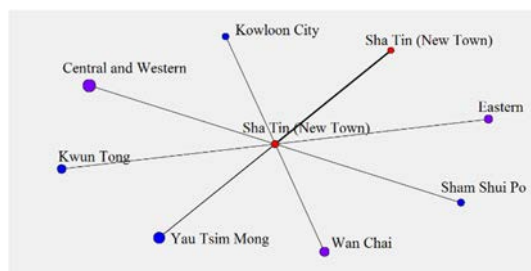 Kowloon City
Sha Tin (New Town)
Central and Western
Eastern
Sha Tin (New Town)
Kwun Tong
Sham Shui Po
Yau Tsim Mong
Wan Chai